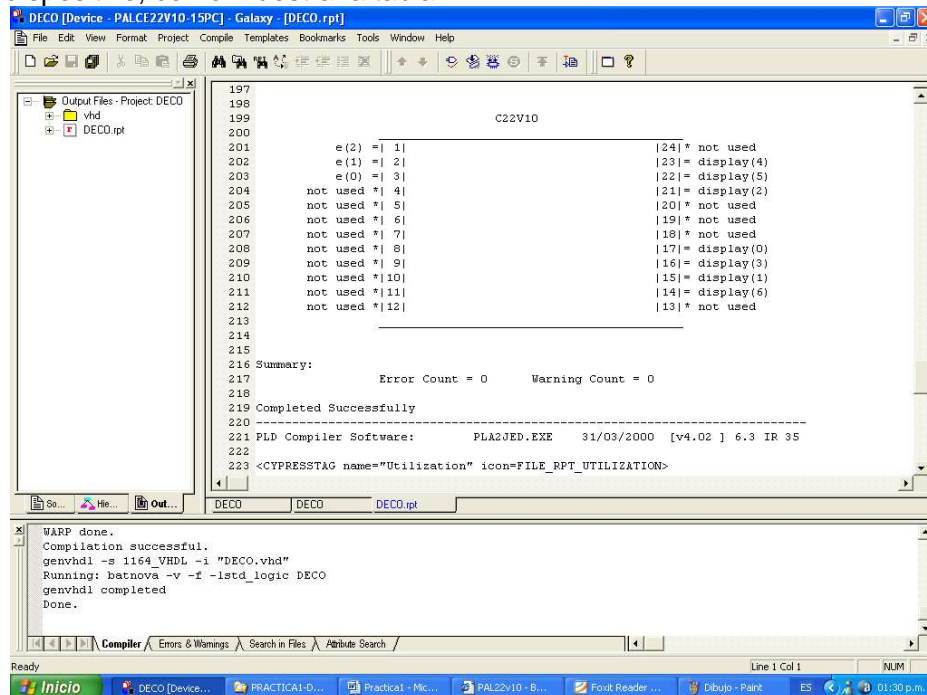 DECO [Device - PALCE22V10-15PC] - Galaxy - [DECO.rpt]
File Edit View Format Project Compile Templates Bookmarks Tools Window Help
Output Files - Project: DECO
vhd
DECO.rpt
197
198
199 C22V10
200
201 e(2) =| 1| |24|* not used
202 e(1) =| 2| |23|= display(4)
203 e(0) =| 3| |22|= display(5)
204 not used *| 4| |21|= display(2)
205 not used *| 5| |20|* not used
206 not used *| 6| |19|* not used
207 not used *| 7| |18|* not used
208 not used *| 8| |17|= display(0)
209 not used *| 9| |16|= display(3)
210 not used *|10| |15|= display(1)
211 not used *|11| |14|= display(6)
212 not used *|12| |13|* not used
213
214
215
216 Summary:
217 Error Count = 0 Warning Count = 0
218
219 Completed Successfully
220 ----------------------------------------------------------------------
221 PLD Compiler Software: PLA2JED.EXE 31/03/2000 [v4.02 ] 6.3 IR 35
222
223 <CYPRESSTAG name="Utilization" icon=FILE_RPT_UTILIZATION>
So... Hie... Out... DECO DECO DECO.rpt
WARP done.
Compilation successful.
genvhdl -s 1164_VHDL -i "DECO.vhd"
Running: batnova -v -f -lstd_logic DECO
genvhdl completed
Done.
Compiler Errors & Warnings Search in Files Attribute Search
Ready Line 1 Col 1 NUM
Inicio DECO [Device... PRACTICA1-D... Practica1 - Mic... PAL22v10 - B... Foxit Reader ... Dibujo - Paint ES 01:30 p.m.